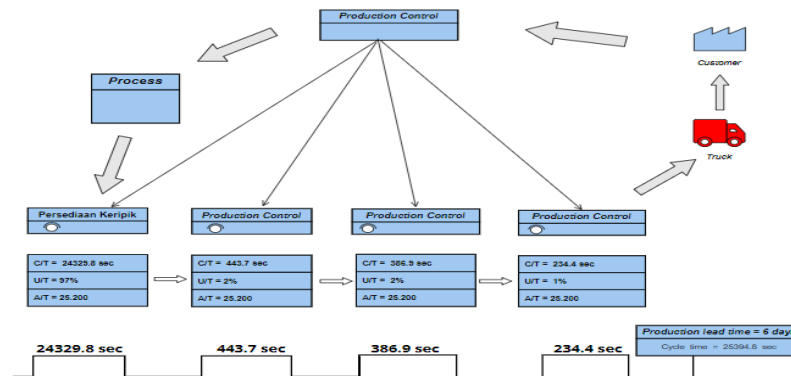 Production Control
Customer
Process
Truck
Persediaan Keripik
Production Control
Production Control
Production Control
C/T = 24329.8 sec
U/T = 97%
A/T = 25.200
C/T = 443.7 sec
U/T = 2%
A/T = 25.200
C/T = 386.9 sec
U/T = 2%
A/T = 25.200
C/T = 234.4 sec
U/T = 1%
A/T = 25.200
24329.8 sec
443.7 sec
386.9 sec
234.4 sec
Production lead time = 6 day
Cycle time = 25394.8 sec